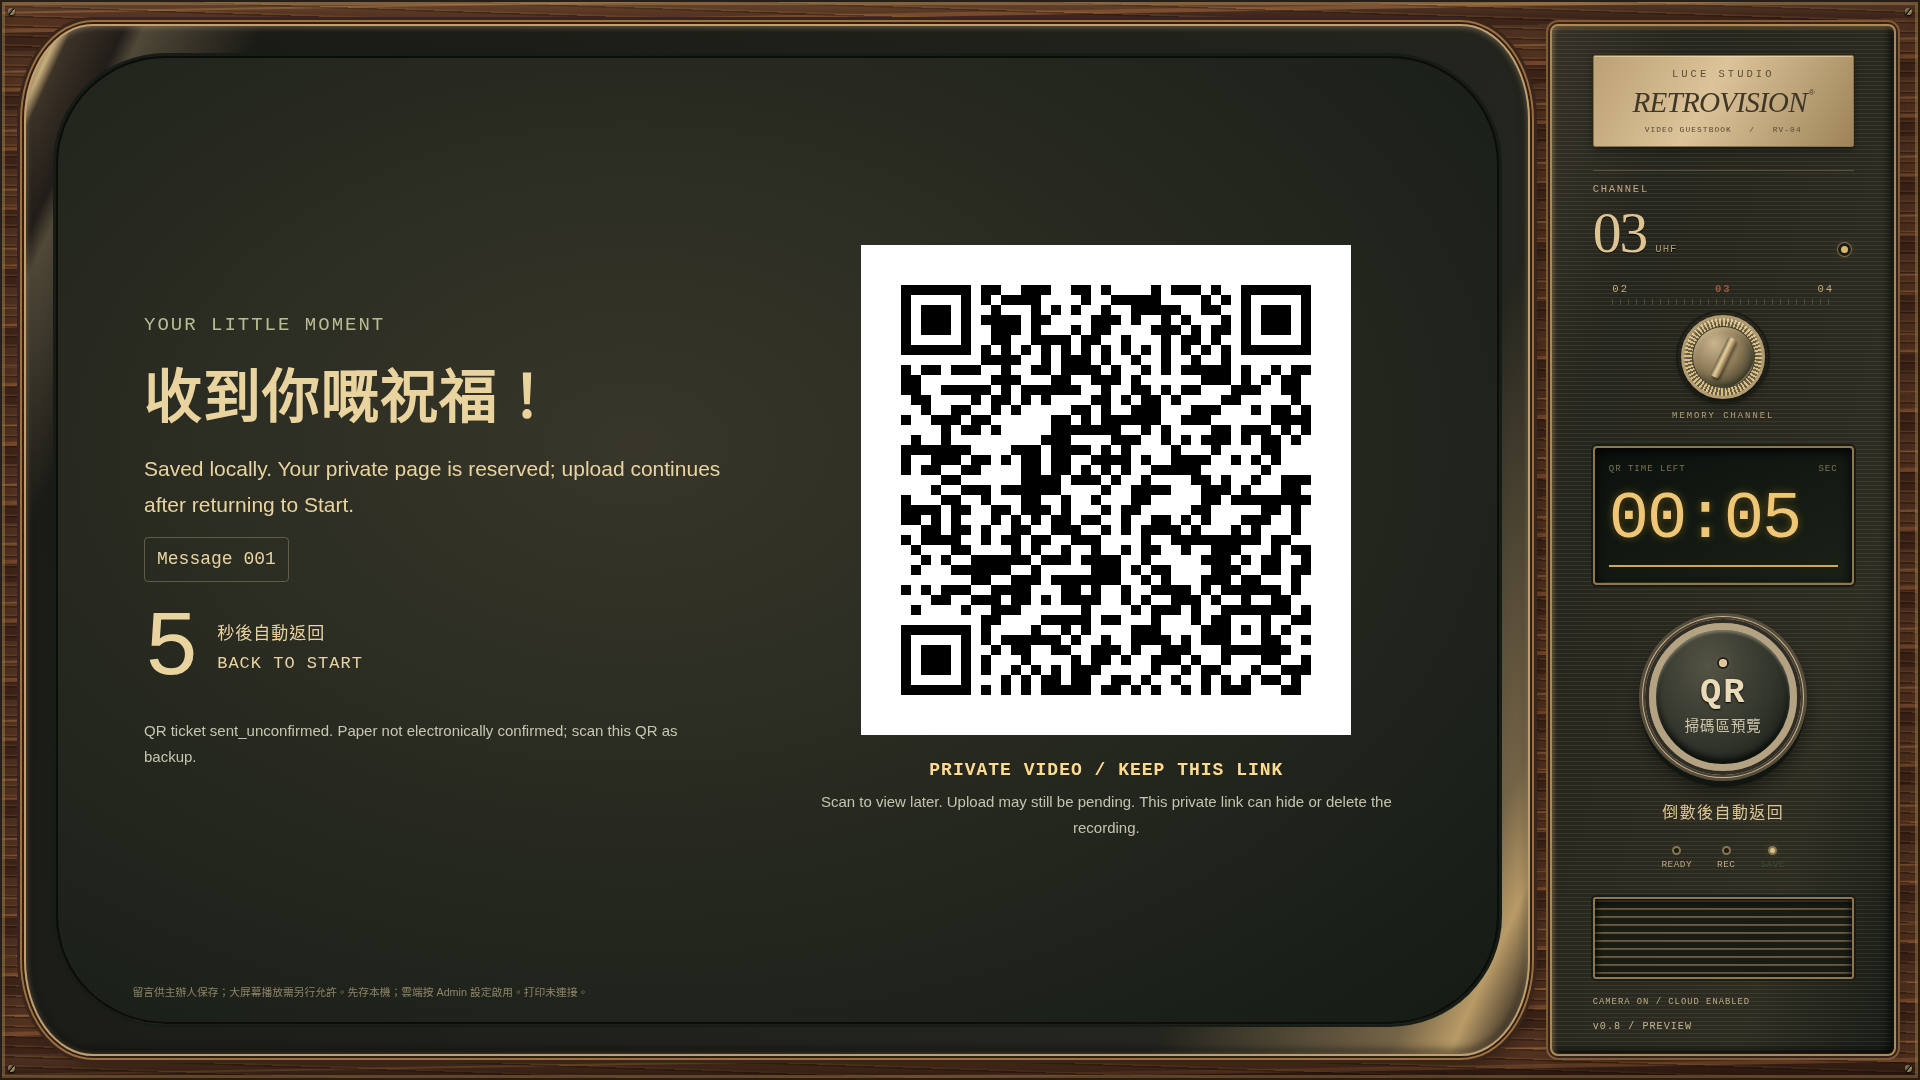 YOUR LITTLE MOMENT
收到你嘅祝福！
Saved locally. Your private page is reserved; upload continues
after returning to Start.
Message 001
5
秒後自動返回
BACK TO START
QR ticket sent_unconfirmed. Paper not electronically confirmed; scan this QR as
backup.
PRIVATE VIDEO / KEEP THIS LINK
Scan to view later. Upload may still be pending. This private link can hide or delete the
recording.
留言供主辦人保存；大屏幕播放需另行允許。先存本機；雲端按 Admin 設定啟用。打印未連接。
LUCE STUDIO
RETROVISION®
VIDEO GUESTBOOK / RV-04
CHANNEL
03 UHF
02 03 04
MEMORY CHANNEL
QR TIME LEFT SEC
00:05
QR
掃碼區預覽
倒數後自動返回
READY REC SAVE
CAMERA ON / CLOUD ENABLED
v0.8 / PREVIEW